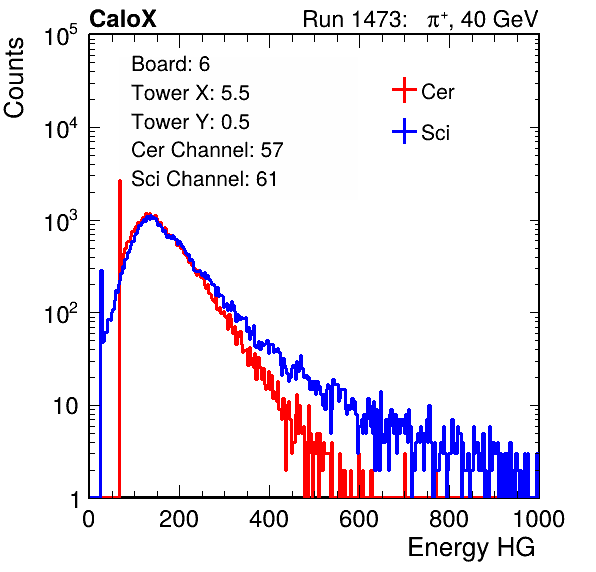 CaloX Run 1473: π⁺, 40 GeV
Counts
10⁵
10⁴
10³
10²
10
1
Board: 6
Tower X: 5.5
Tower Y: 0.5
Cer Channel: 57
Sci Channel: 61
Cer
Sci
0 200 400 600 800 1000
Energy HG